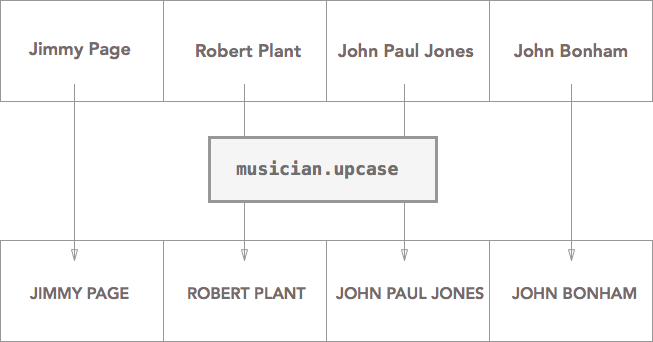 Jimmy Page
Robert Plant
John Paul Jones
John Bonham
musician.upcase
JIMMY PAGE
ROBERT PLANT
JOHN PAUL JONES
JOHN BONHAM